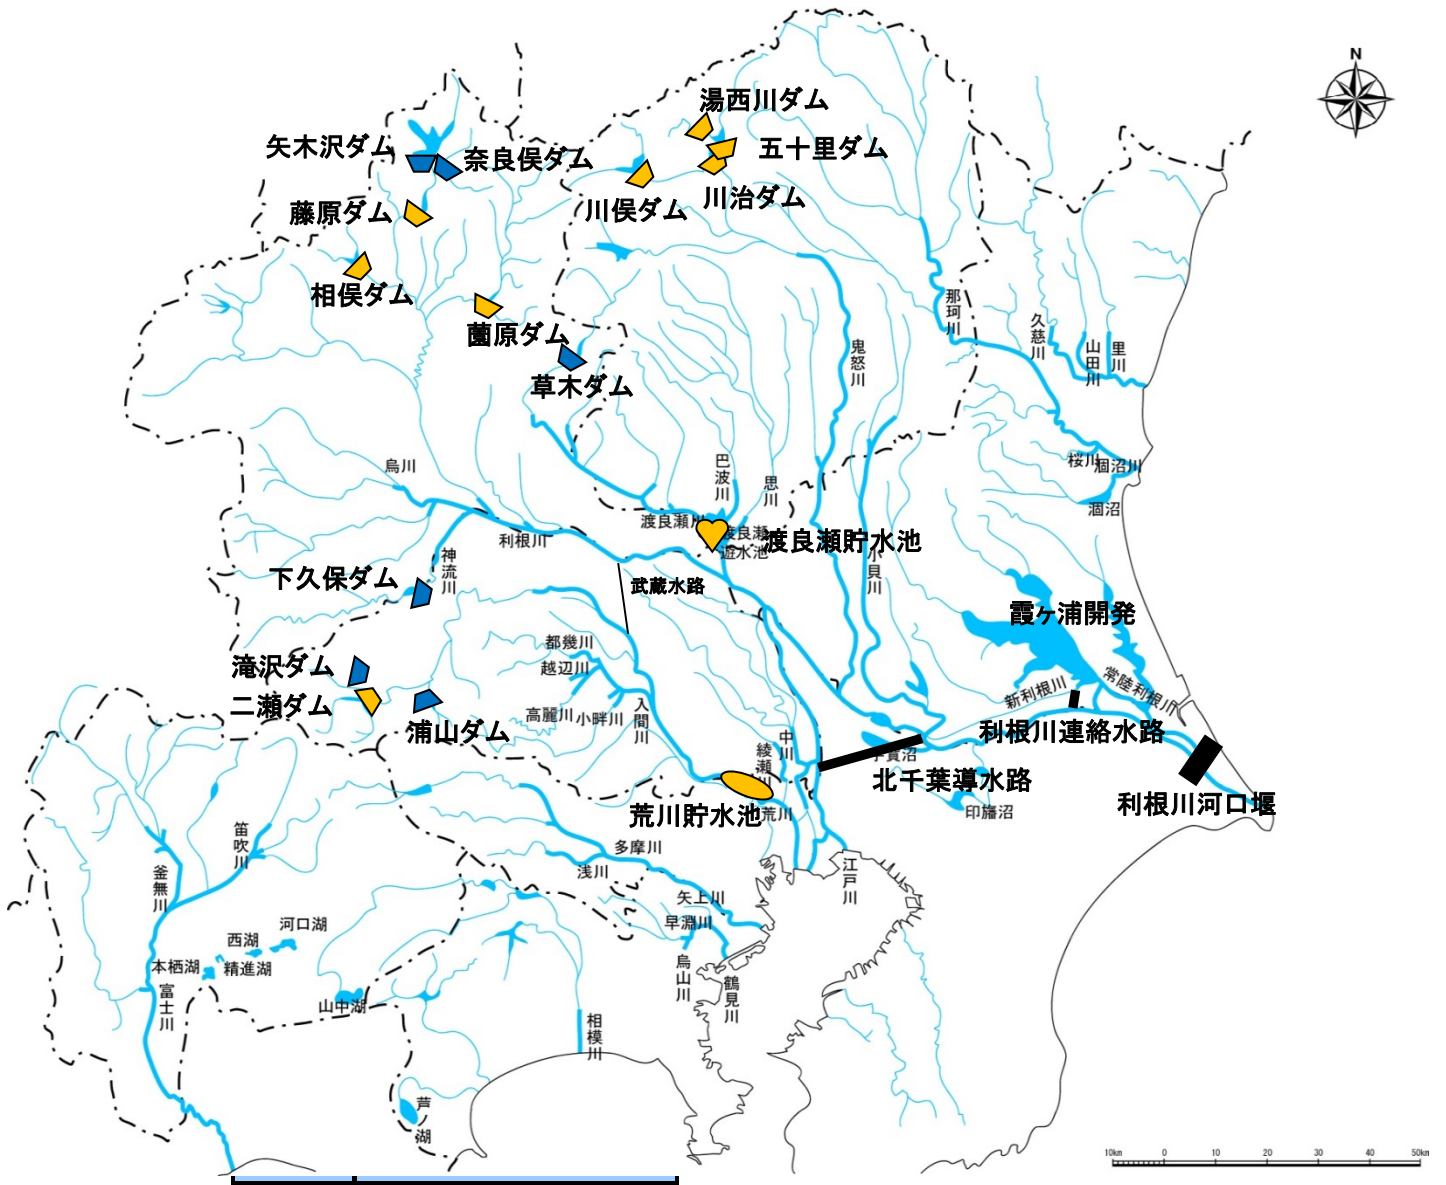 N
湯西川ダム
矢木沢ダム
奈良俣ダム
五十里ダム
川治ダム
川俣ダム
藤原ダム
相俣ダム
薗原ダム
草木ダム
那珂川
久慈川
山田川
里川
鬼怒川
烏川
巴波川
思川
桜川
涸沼川
涸沼
渡良瀬川
渡良瀬
遊水池
渡良瀬貯水池
利根川
神流川
小貝川
下久保ダム
武蔵水路
霞ヶ浦開発
都幾川
越辺川
滝沢ダム
二瀬ダム
浦山ダム
高麗川
小畔川
入間川
新利根川
常陸利根川
利根川連絡水路
中川
綾瀬川
手賀沼
北千葉導水路
印旛沼
利根川河口堰
荒川貯水池
荒川
笛吹川
釜無川
多摩川
浅川
江戸川
矢上川
早淵川
河口湖
西湖
本栖湖
精進湖
山中湖
富士川
鳥山川
鶴見川
相模川
芦ノ湖
10km 0 10 20 30 40 50km